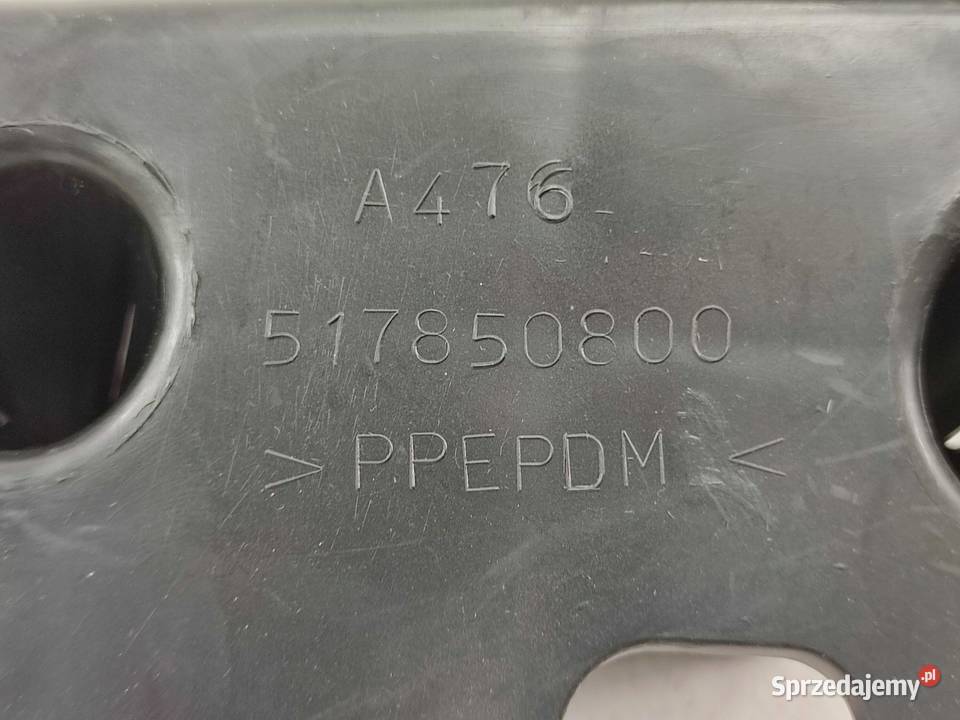 A476
517850800
> PPEPDM <
Sprzedajemy.pl